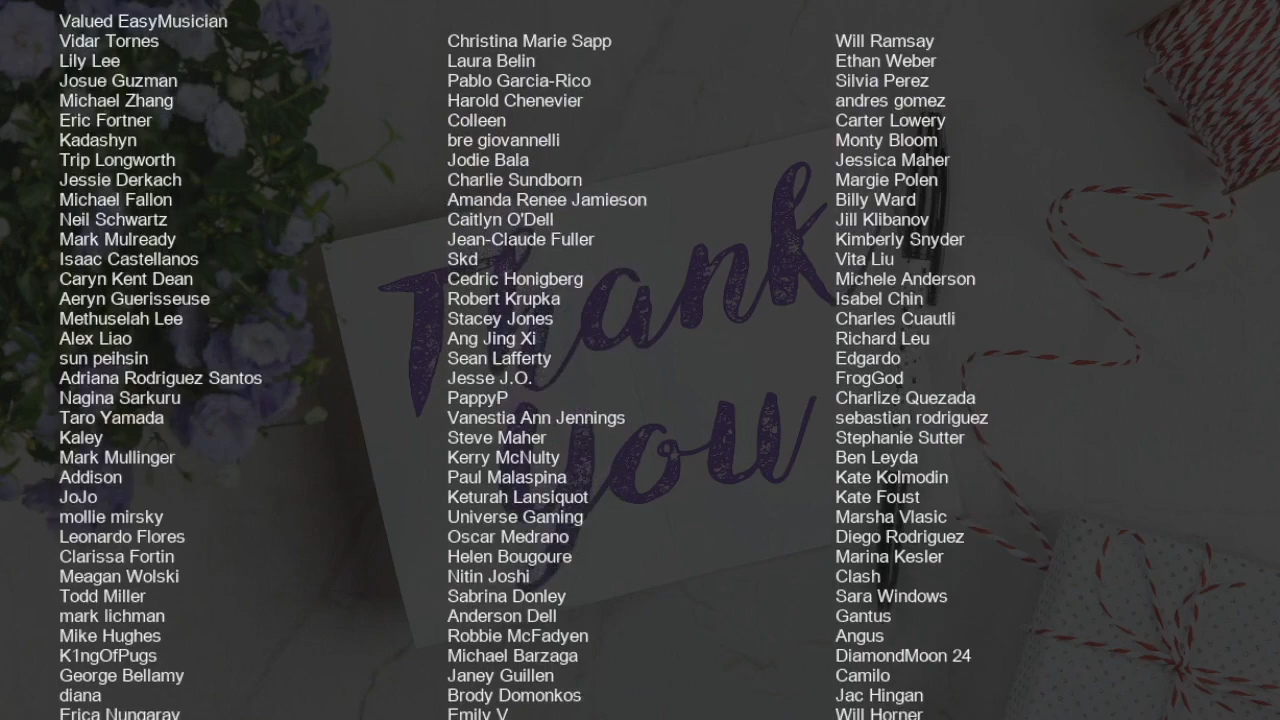 Valued EasyMusician
Vidar Tornes
Lily Lee
Josue Guzman
Michael Zhang
Eric Fortner
Kadashyn
Trip Longworth
Jessie Derkach
Michael Fallon
Neil Schwartz
Mark Mulready
Isaac Castellanos
Caryn Kent Dean
Aeryn Guerisseuse
Methuselah Lee
Alex Liao
sun peihsin
Adriana Rodriguez Santos
Nagina Sarkuru
Taro Yamada
Kaley
Mark Mullinger
Addison
JoJo
mollie mirsky
Leonardo Flores
Clarissa Fortin
Meagan Wolski
Todd Miller
mark lichman
Mike Hughes
K1ngOfPugs
George Bellamy
diana
Erica Nungaray
Christina Marie Sapp
Laura Belin
Pablo Garcia-Rico
Harold Chenevier
Colleen
bre giovannelli
Jodie Bala
Charlie Sundborn
Amanda Renee Jamieson
Caitlyn O'Dell
Jean-Claude Fuller
Skd
Cedric Honigberg
Robert Krupka
Stacey Jones
Ang Jing Xi
Sean Lafferty
Jesse J.O.
PappyP
Vanestia Ann Jennings
Steve Maher
Kerry McNulty
Paul Malaspina
Keturah Lansiquot
Universe Gaming
Oscar Medrano
Helen Bougoure
Nitin Joshi
Sabrina Donley
Anderson Dell
Robbie McFadyen
Michael Barzaga
Janey Guillen
Brody Domonkos
Emily V
Will Ramsay
Ethan Weber
Silvia Perez
andres gomez
Carter Lowery
Monty Bloom
Jessica Maher
Margie Polen
Billy Ward
Jill Klibanov
Kimberly Snyder
Vita Liu
Michele Anderson
Isabel Chin
Charles Cuautli
Richard Leu
Edgardo
FrogGod
Charlize Quezada
sebastian rodriguez
Stephanie Sutter
Ben Leyda
Kate Kolmodin
Kate Foust
Marsha Vlasic
Diego Rodriguez
Marina Kesler
Clash
Sara Windows
Gantus
Angus
DiamondMoon 24
Camilo
Jac Hingan
Will Horner
Thank
you